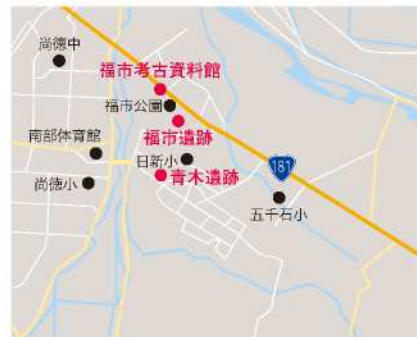 尚徳中
福市考古資料館
福市公園
福市遺跡
南部体育館
日新小
181
青木遺跡
尚徳小
五千石小